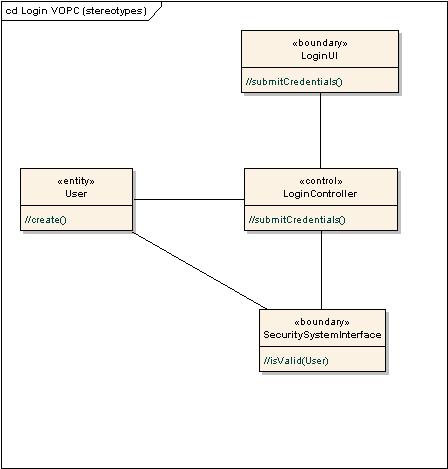 cd Login VOPC (stereotypes)
«boundary»
LoginUI
//submitCredentials()
«entity»
User
//create()
«control»
LoginController
//submitCredentials()
«boundary»
SecuritySystemInterface
//isValid(User)